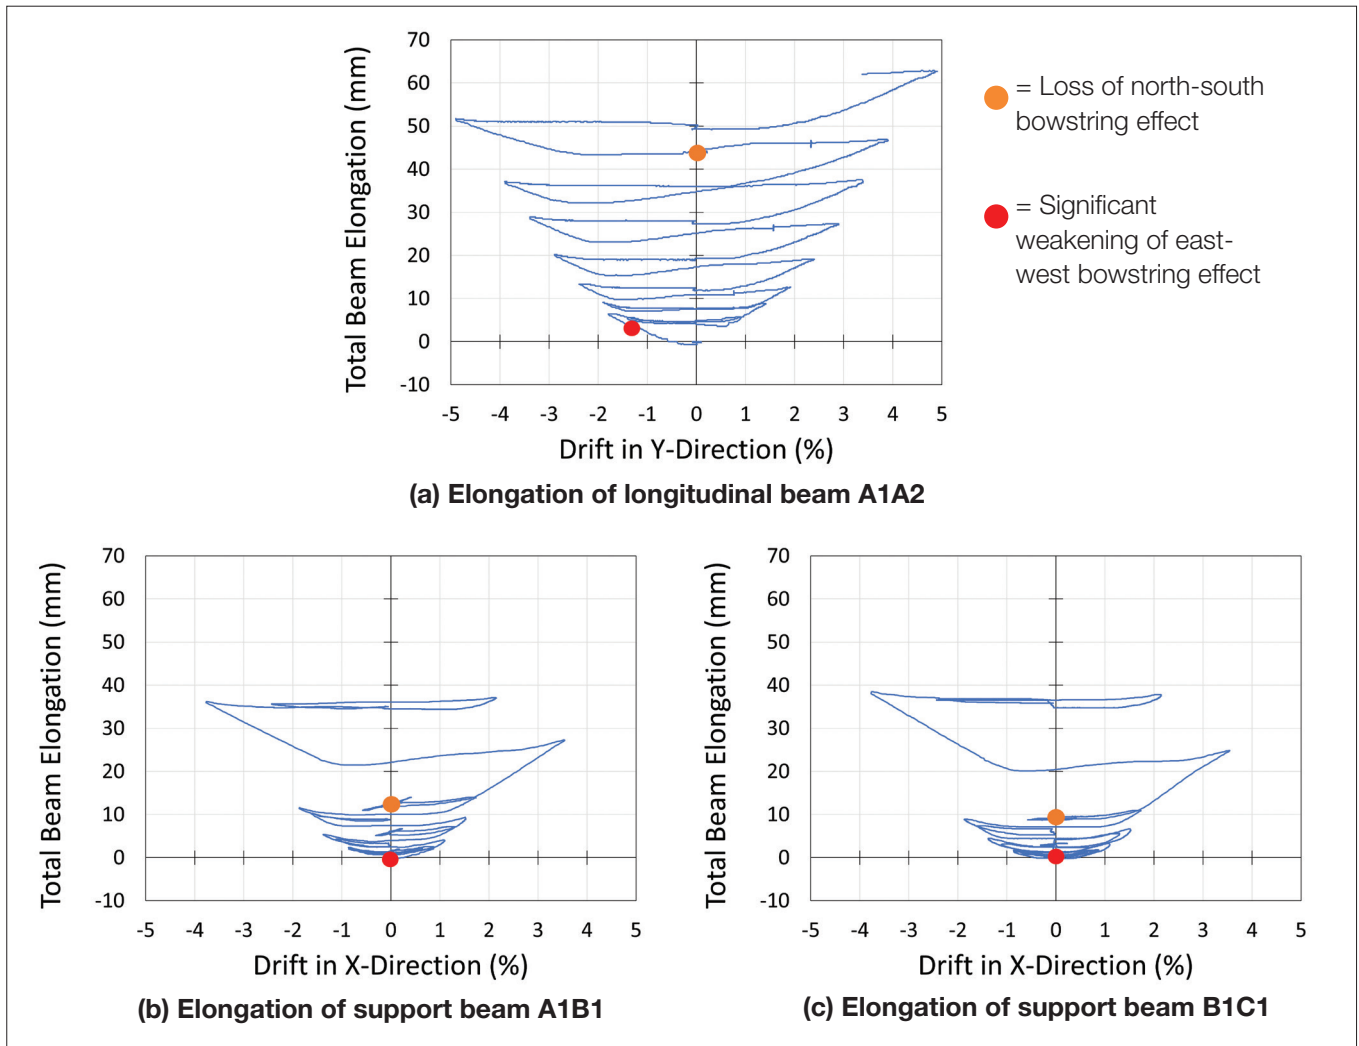 70
60
50
40
30
20
10
0
-10
Total Beam Elongation (mm)
-5 -4 -3 -2 -1 0 1 2 3 4 5
Drift in Y-Direction (%)
= Loss of north-south
bowstring effect
= Significant
weakening of east-
west bowstring effect
(a) Elongation of longitudinal beam A1A2
70
60
50
40
30
20
10
0
-10
Total Beam Elongation (mm)
-5 -4 -3 -2 -1 0 1 2 3 4 5
Drift in X-Direction (%)
(b) Elongation of support beam A1B1
70
60
50
40
30
20
10
0
-10
Total Beam Elongation (mm)
-5 -4 -3 -2 -1 0 1 2 3 4 5
Drift in X-Direction (%)
(c) Elongation of support beam B1C1